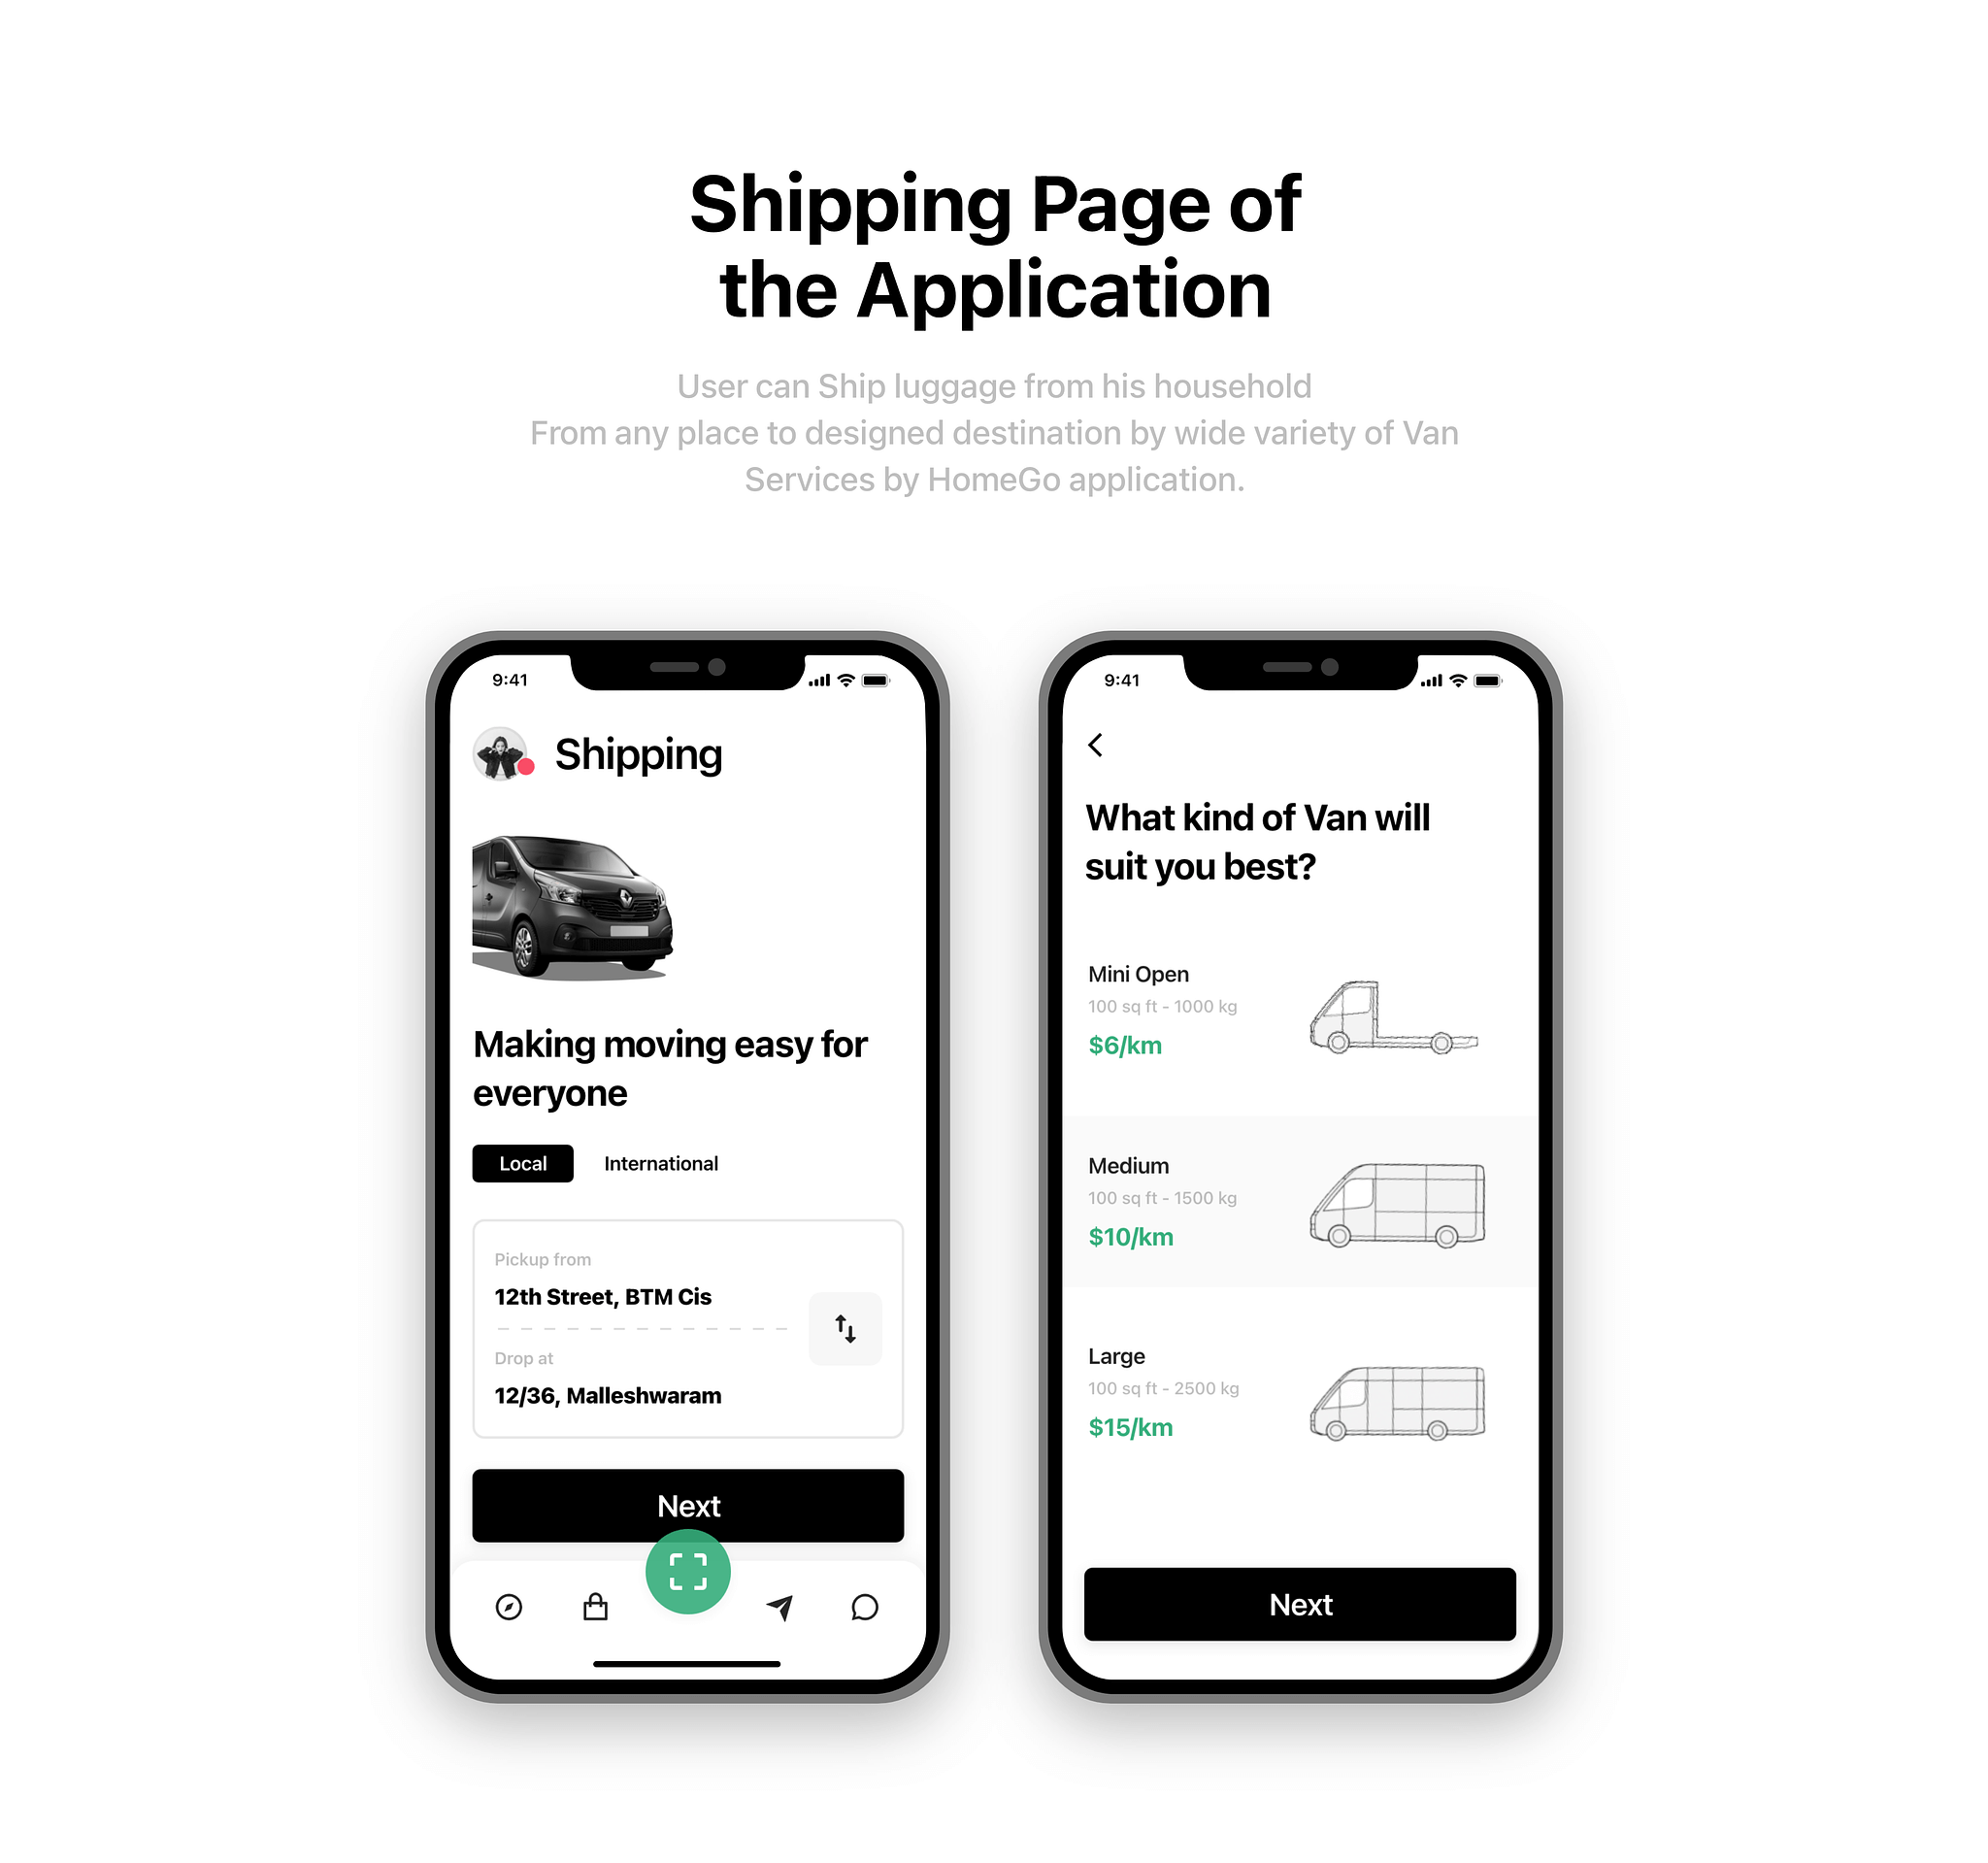 Shipping Page of
the Application
User can Ship luggage from his household
From any place to designed destination by wide variety of Van
Services by HomeGo application.
9:41
Shipping
Making moving easy for
everyone
Local
International
Pickup from
12th Street, BTM Cis
Drop at
12/36, Malleshwaram
Next
9:41
What kind of Van will
suit you best?
Mini Open
100 sq ft - 1000 kg
$6/km
Medium
100 sq ft - 1500 kg
$10/km
Large
100 sq ft - 2500 kg
$15/km
Next